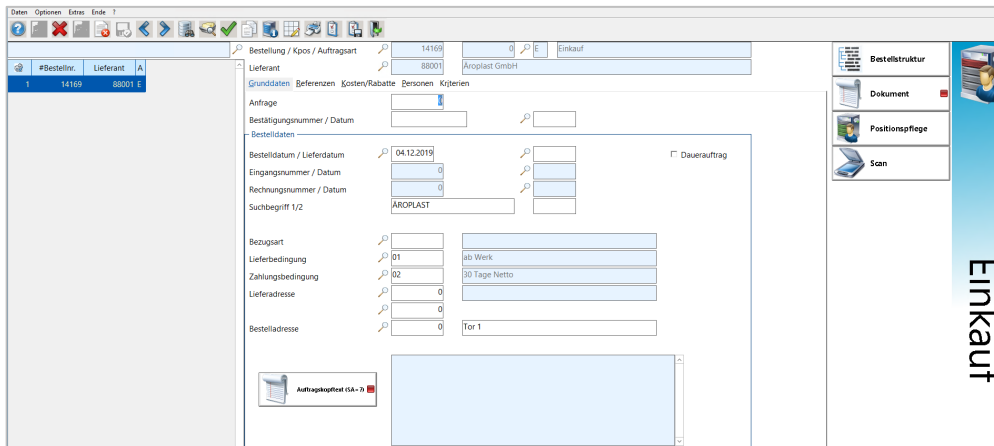 Daten Optionen Extras Ende ?
Bestellung / Kpos / Auftragsart 14169 0 E Einkauf
Lieferant 88001 Äroplast GmbH
#Bestellnr. Lieferant A
1 14169 88001 E
Grunddaten Referenzen Kosten/Rabatte Personen Kriterien
Anfrage 0
Bestätigungsnummer / Datum
Bestelldaten
Bestelldatum / Lieferdatum 04.12.2019 Dauerauftrag
Eingangsnummer / Datum 0
Rechnungsnummer / Datum 0
Suchbegriff 1/2 ÄROPLAST
Bezugsart
Lieferbedingung 01 ab Werk
Zahlungsbedingung 02 30 Tage Netto
Lieferadresse 0
0
Bestelladresse 0 Tor 1
Auftragskopftext (SA=7)
Bestellstruktur
Dokument
Positionspflege
Scan
Einkauf